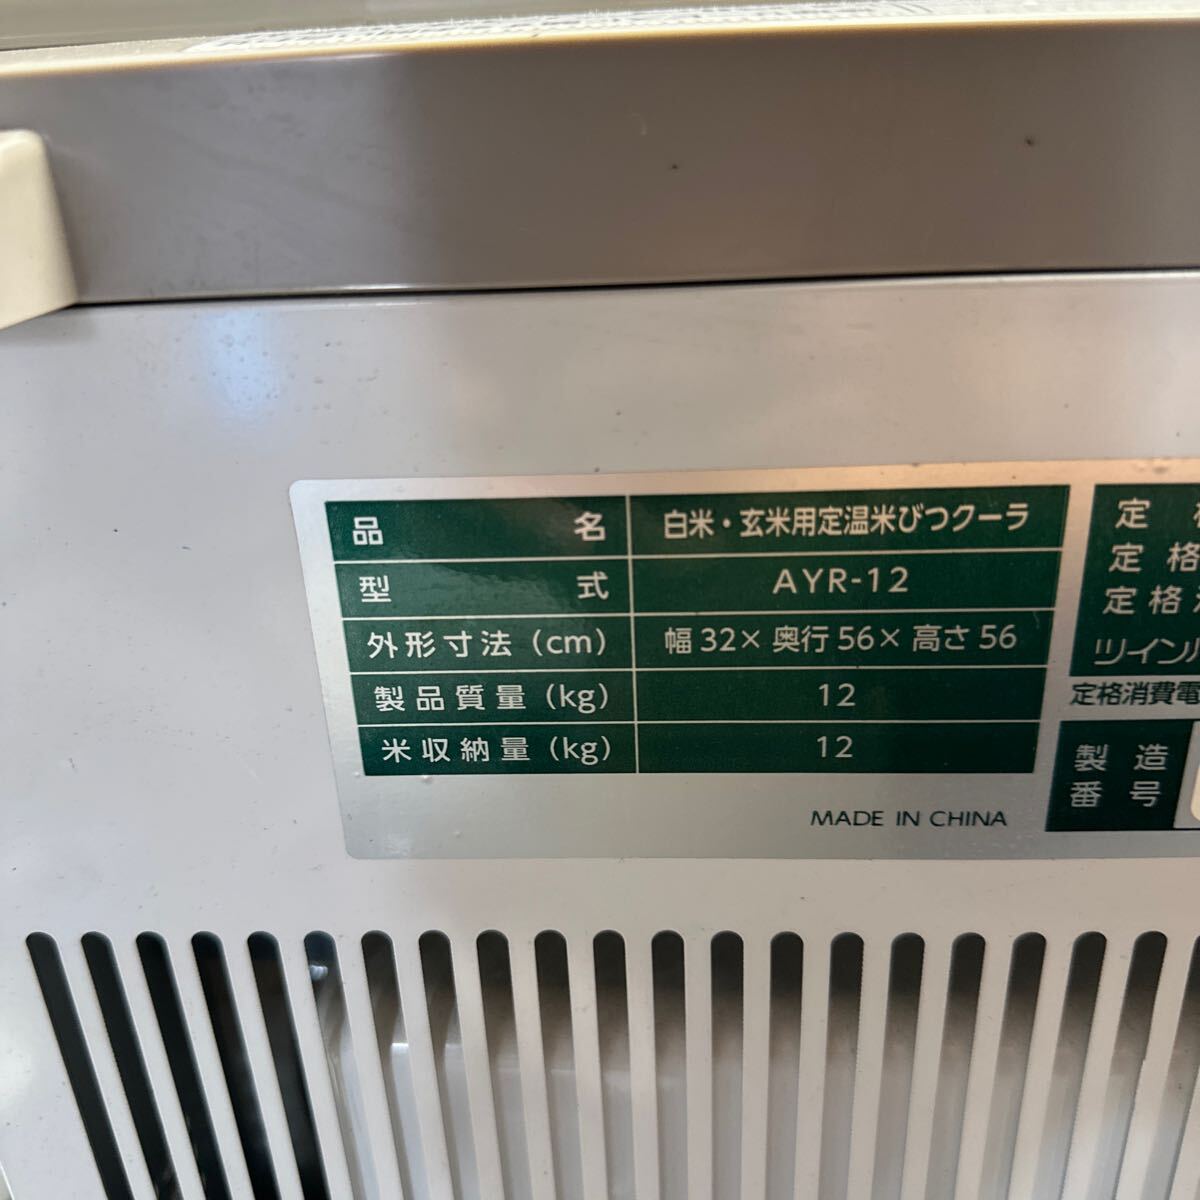 品名 白米・玄米用定温米びつクーラ
型式 AYR-12
外形寸法(cm) 幅32×奥行56×高さ56
製品質量(kg) 12
米収納量(kg) 12
MADE IN CHINA
定
定格
定格
ツイン
定格消費電
製造
番号